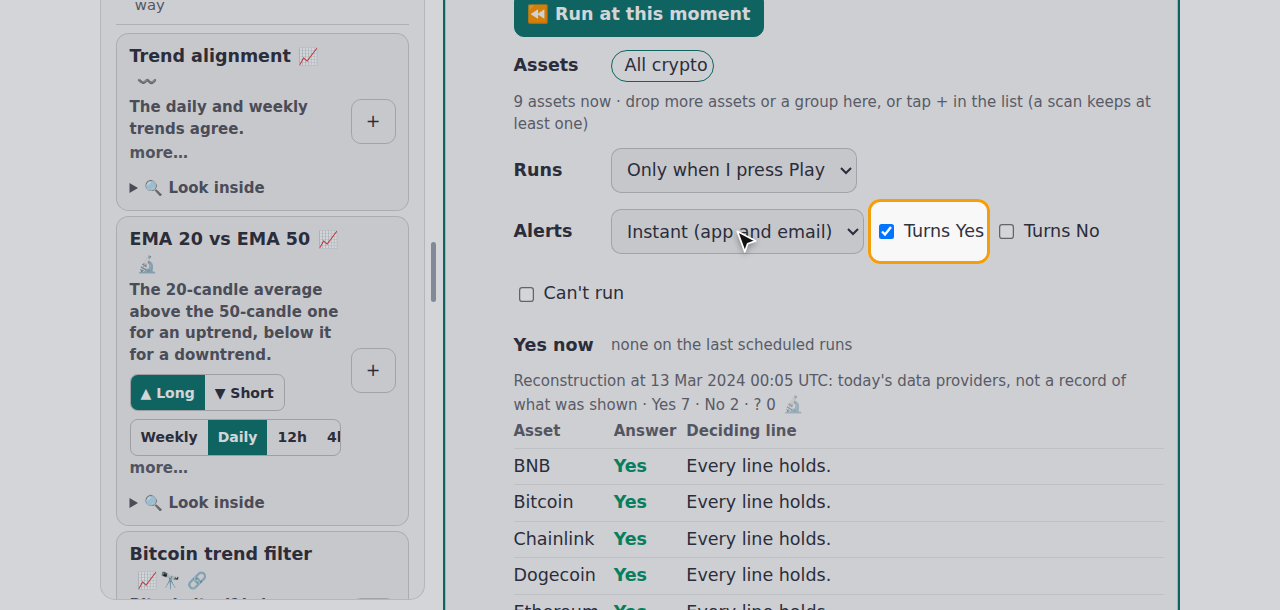 way
Trend alignment
The daily and weekly
trends agree.
more…
+
Look inside
EMA 20 vs EMA 50
The 20-candle average
above the 50-candle one
for an uptrend, below it
for a downtrend.
+
▲ Long ▼ Short
Weekly Daily 12h
more…
Look inside
Bitcoin trend filter
Run at this moment
Assets All crypto
9 assets now · drop more assets or a group here, or tap + in the list (a scan keeps at
least one)
Runs Only when I press Play
Alerts Instant (app and email) Turns Yes Turns No
Can't run
Yes now none on the last scheduled runs
Reconstruction at 13 Mar 2024 00:05 UTC: today's data providers, not a record of
what was shown · Yes 7 · No 2 · ? 0
Asset Answer Deciding line
BNB Yes Every line holds.
Bitcoin Yes Every line holds.
Chainlink Yes Every line holds.
Dogecoin Yes Every line holds.
Ethereum Yes Every line holds.